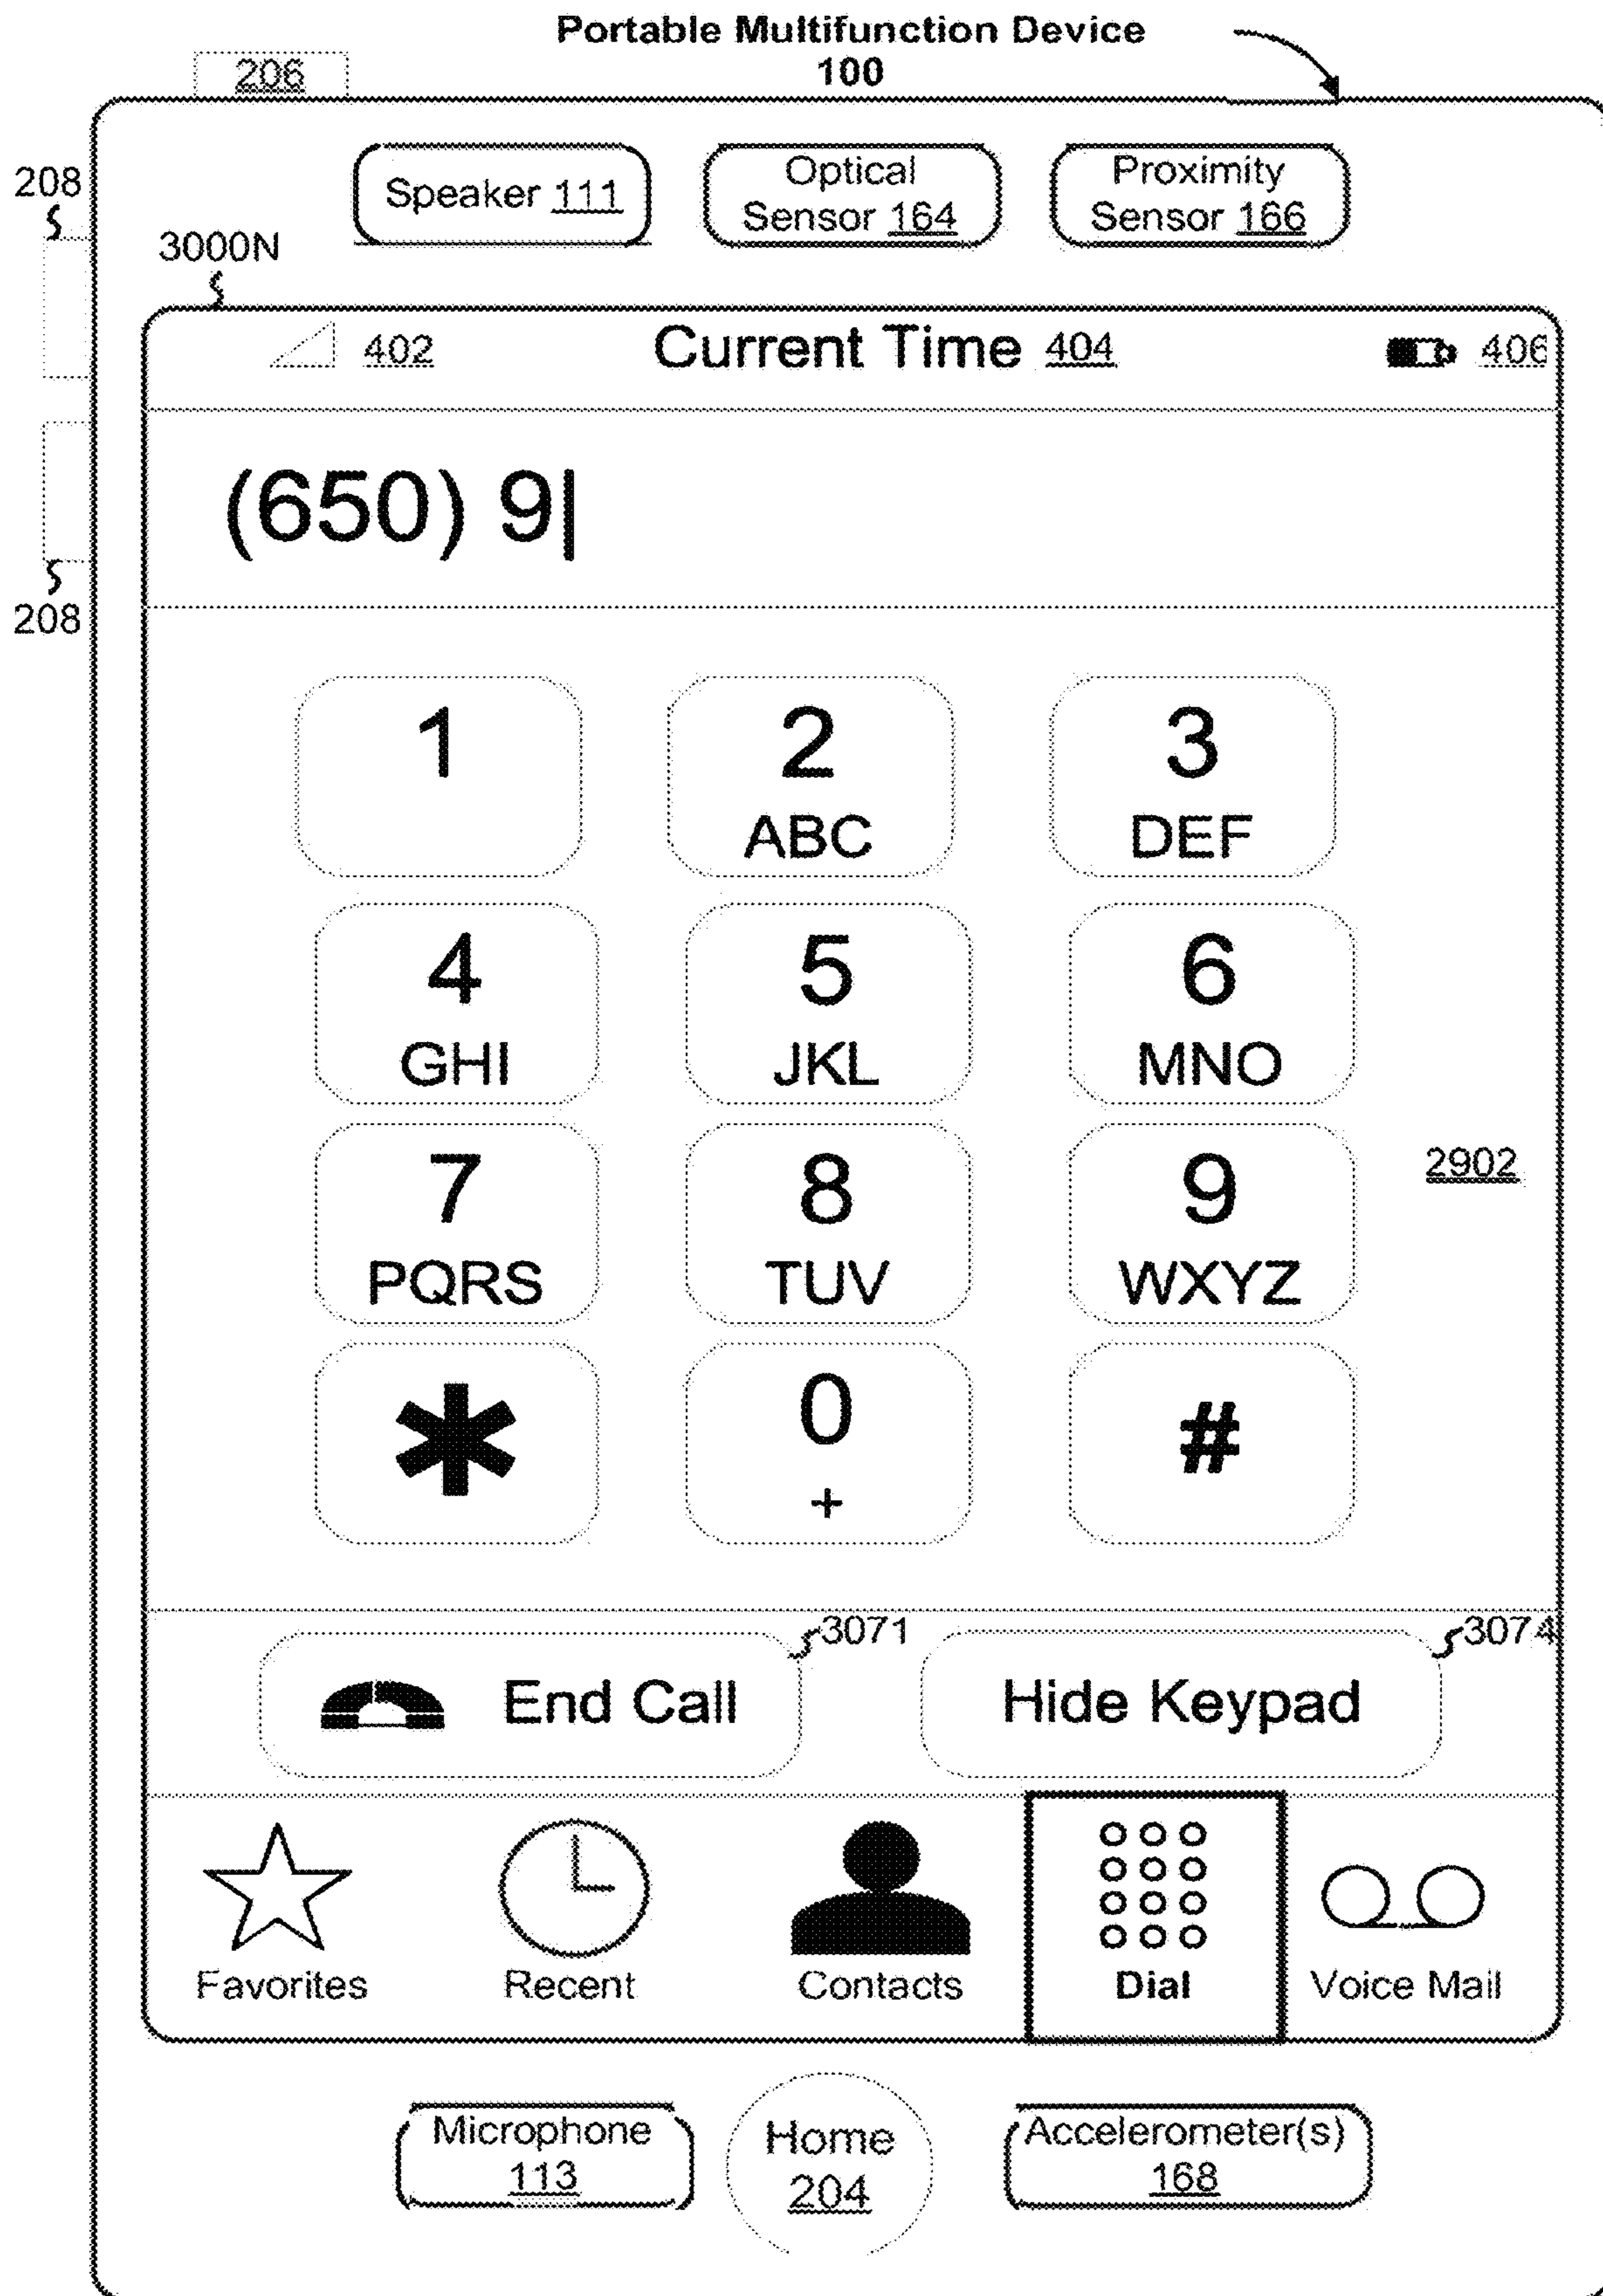 Portable Multifunction Device
100
206
208
Speaker 111
Optical
Sensor 164
Proximity
Sensor 166
3000N
402
Current Time 404
406
(650) 9|
208
1
2
ABC
3
DEF
4
GHI
5
JKL
6
MNO
7
PQRS
8
TUV
9
WXYZ
2902
*
0
+
#
3071
3074
End Call
Hide Keypad
Favorites
Recent
Contacts
Dial
Voice Mail
Microphone
113
Home
204
Accelerometer(s)
168